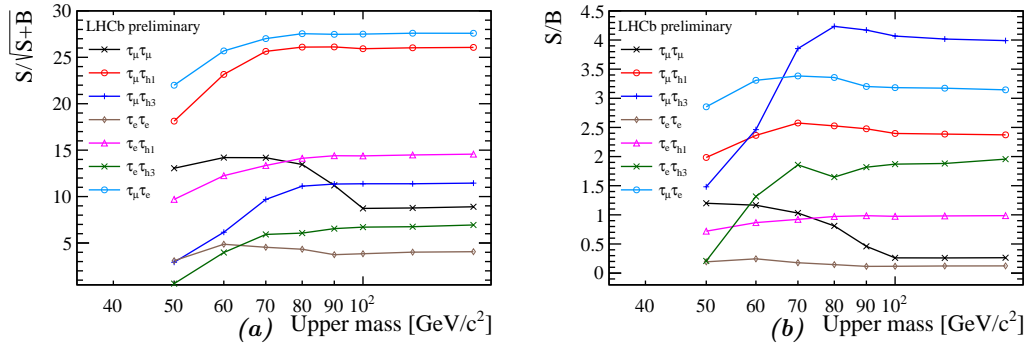 S/√S+B
LHCb preliminary
τμτμ
τμτh1
τμτh3
τeτe
τeτh1
τeτh3
τμτe
30
25
20
15
10
5
40 50 60 70 80 90 10²
(a) Upper mass [GeV/c²]
S/B
LHCb preliminary
τμτμ
τμτh1
τμτh3
τeτe
τeτh1
τeτh3
τμτe
4.5
4
3.5
3
2.5
2
1.5
1
0.5
0
40 50 60 70 80 90 10²
(b) Upper mass [GeV/c²]